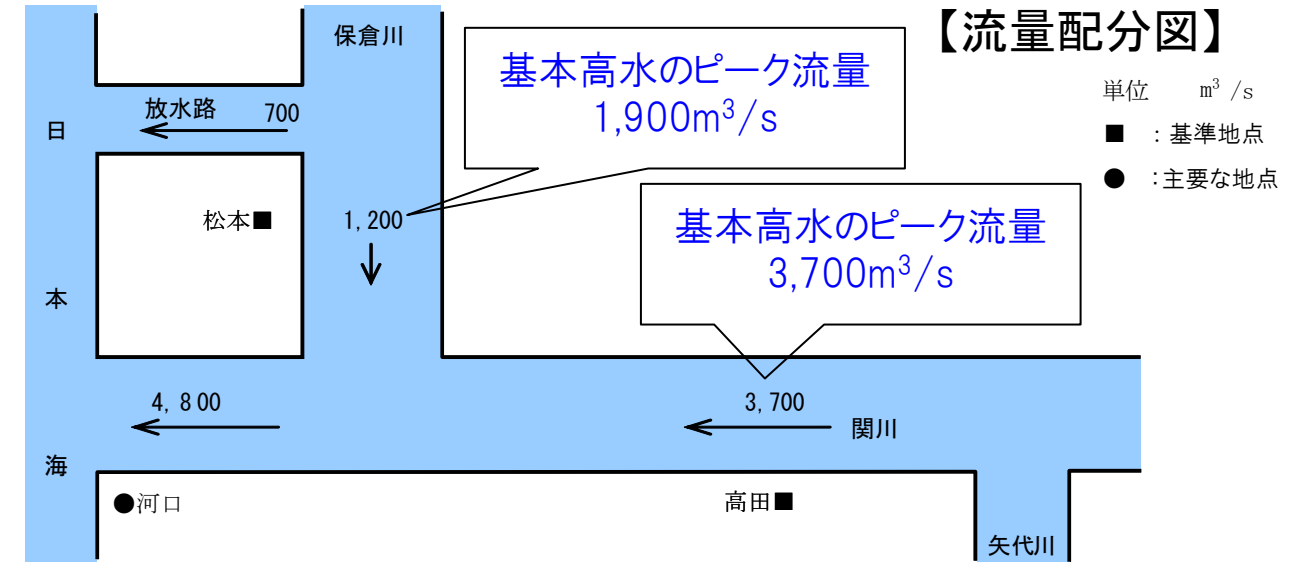 【流量配分図】
単位 m³/s
■ : 基準地点
● :主要な地点
保倉川
基本高水のピーク流量
1,900m³/s
放水路 700
日
本
海
松本■
1,200
基本高水のピーク流量
3,700m³/s
4,800
3,700
関川
●河口
高田■
矢代川